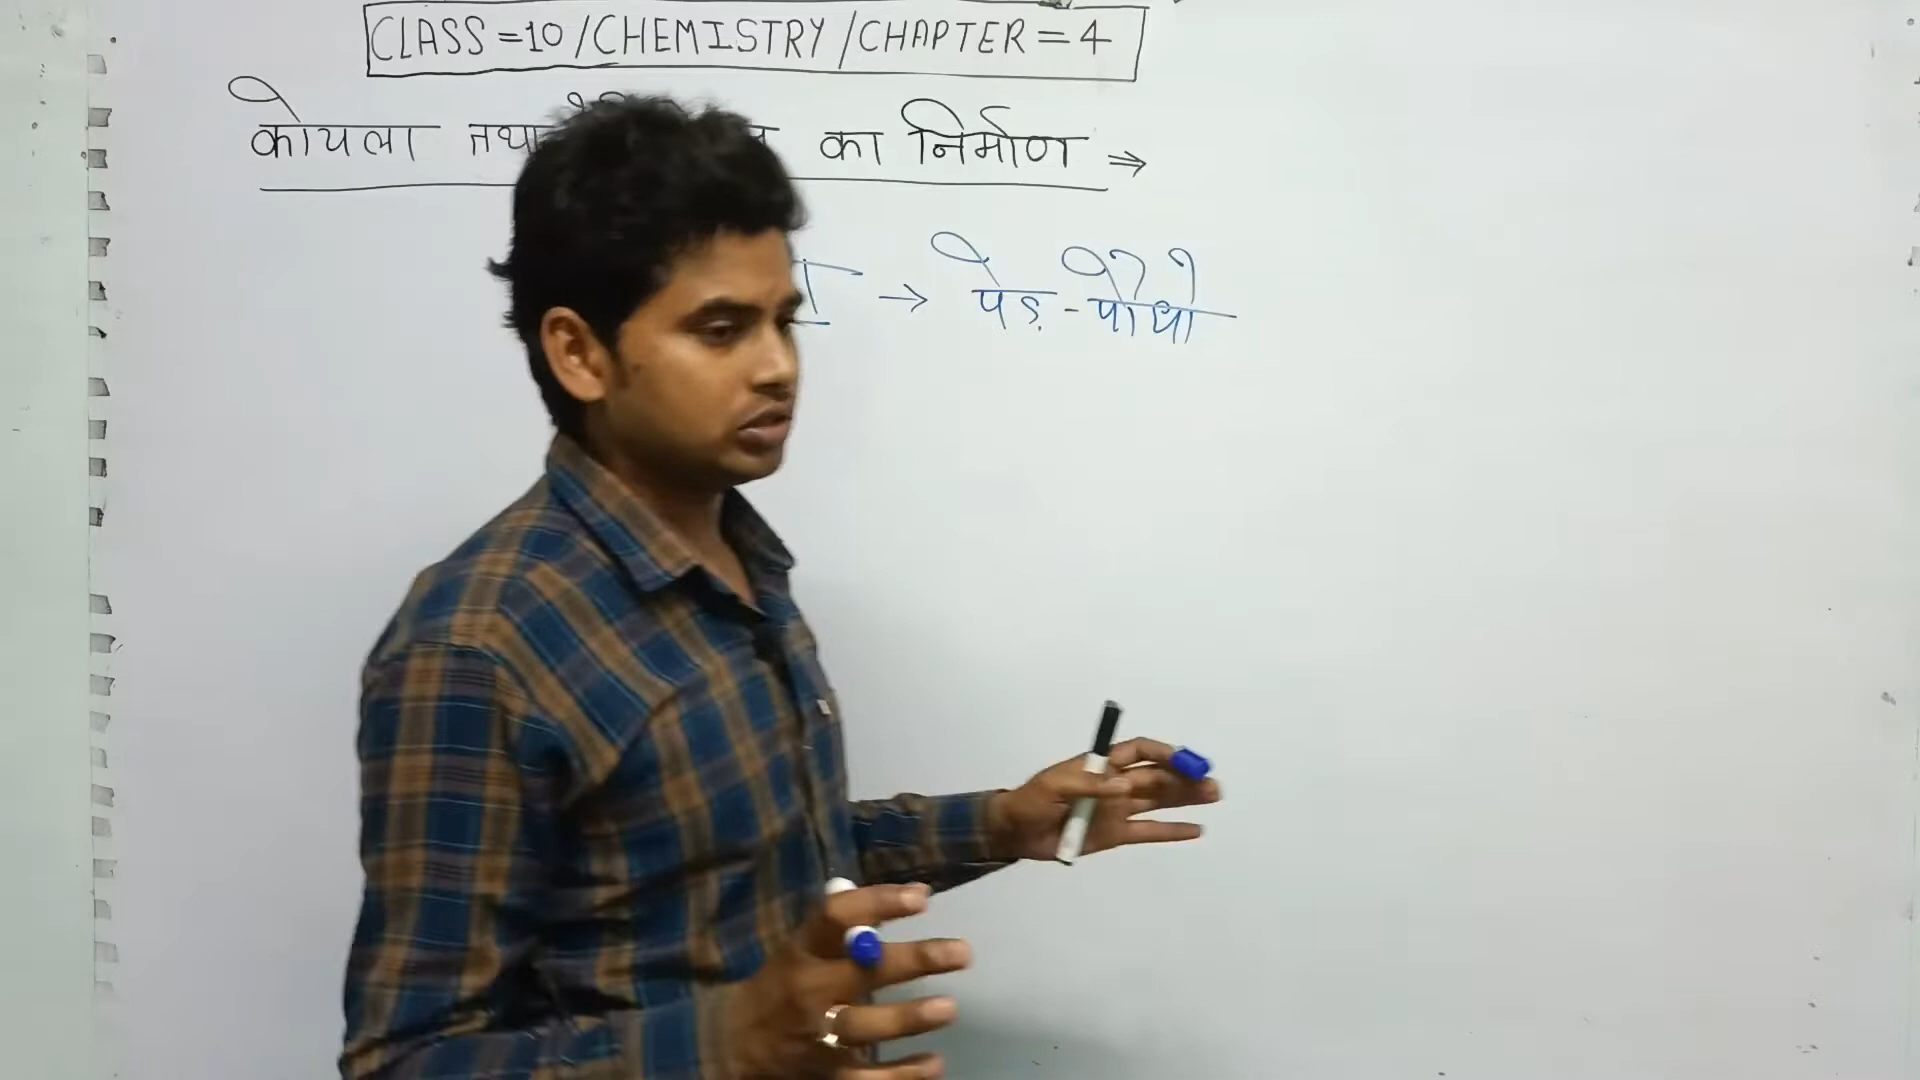 CLASS=10/CHEMISTRY/CHAPTER=4
कोयला तथा का निर्माण ⇒
→ पेड़-पौधो